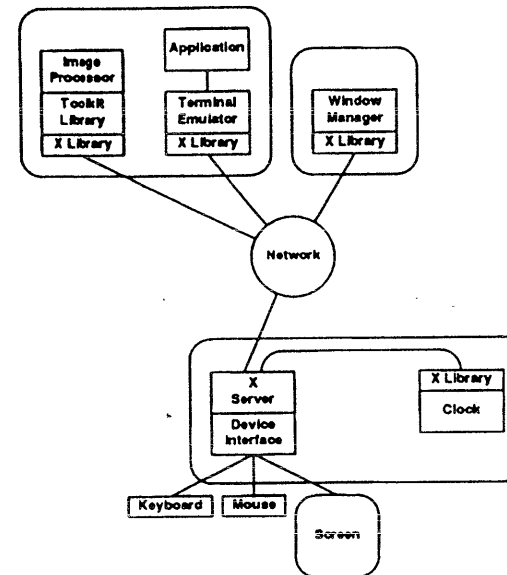 Image
Processor
Toolkit
Library
X Library
Application
Terminal
Emulator
X Library
Window
Manager
X Library
Network
X
Server
Device
Interface
X Library
Clock
Keyboard
Mouse
Screen